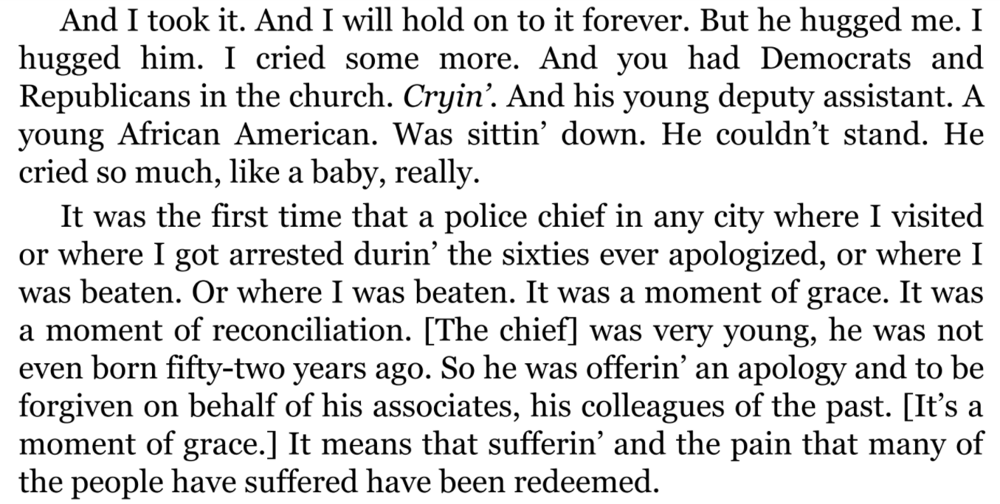 And I took it. And I will hold on to it forever. But he hugged me. I
hugged him. I cried some more. And you had Democrats and
Republicans in the church. Cryin’. And his young deputy assistant. A
young African American. Was sittin’ down. He couldn’t stand. He
cried so much, like a baby, really.
It was the first time that a police chief in any city where I visited
or where I got arrested durin’ the sixties ever apologized, or where I
was beaten. Or where I was beaten. It was a moment of grace. It was
a moment of reconciliation. [The chief] was very young, he was not
even born fifty-two years ago. So he was offerin’ an apology and to be
forgiven on behalf of his associates, his colleagues of the past. [It’s a
moment of grace.] It means that sufferin’ and the pain that many of
the people have suffered have been redeemed.